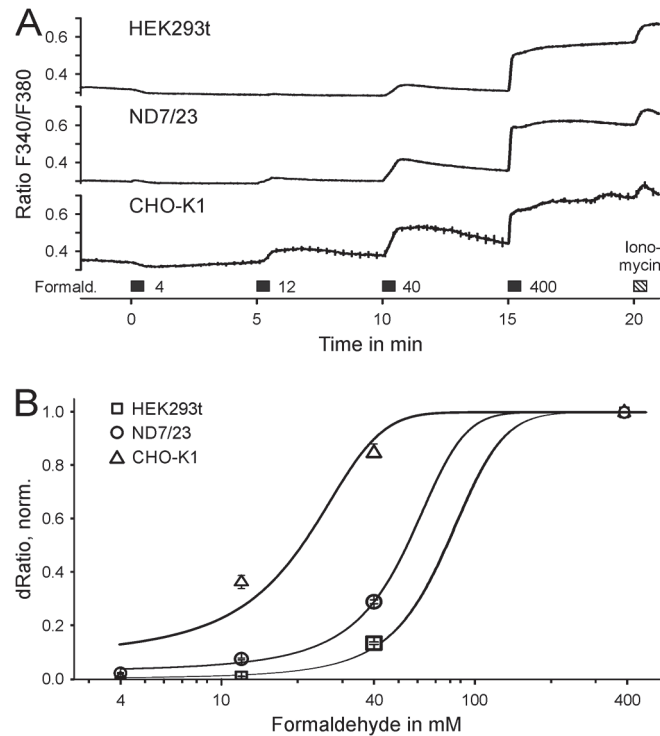 A
HEK293t
0.6
0.4
ND7/23
0.6
0.4
CHO-K1
0.6
0.4
Ratio F340/F380
Iono-
mycin
Formald. 4 12 40 400
0 5 10 15 20
Time in min
B
HEK293t
ND7/23
CHO-K1
1.0
0.8
0.6
0.4
0.2
0.0
dRatio, norm.
4 10 40 100 400
Formaldehyde in mM